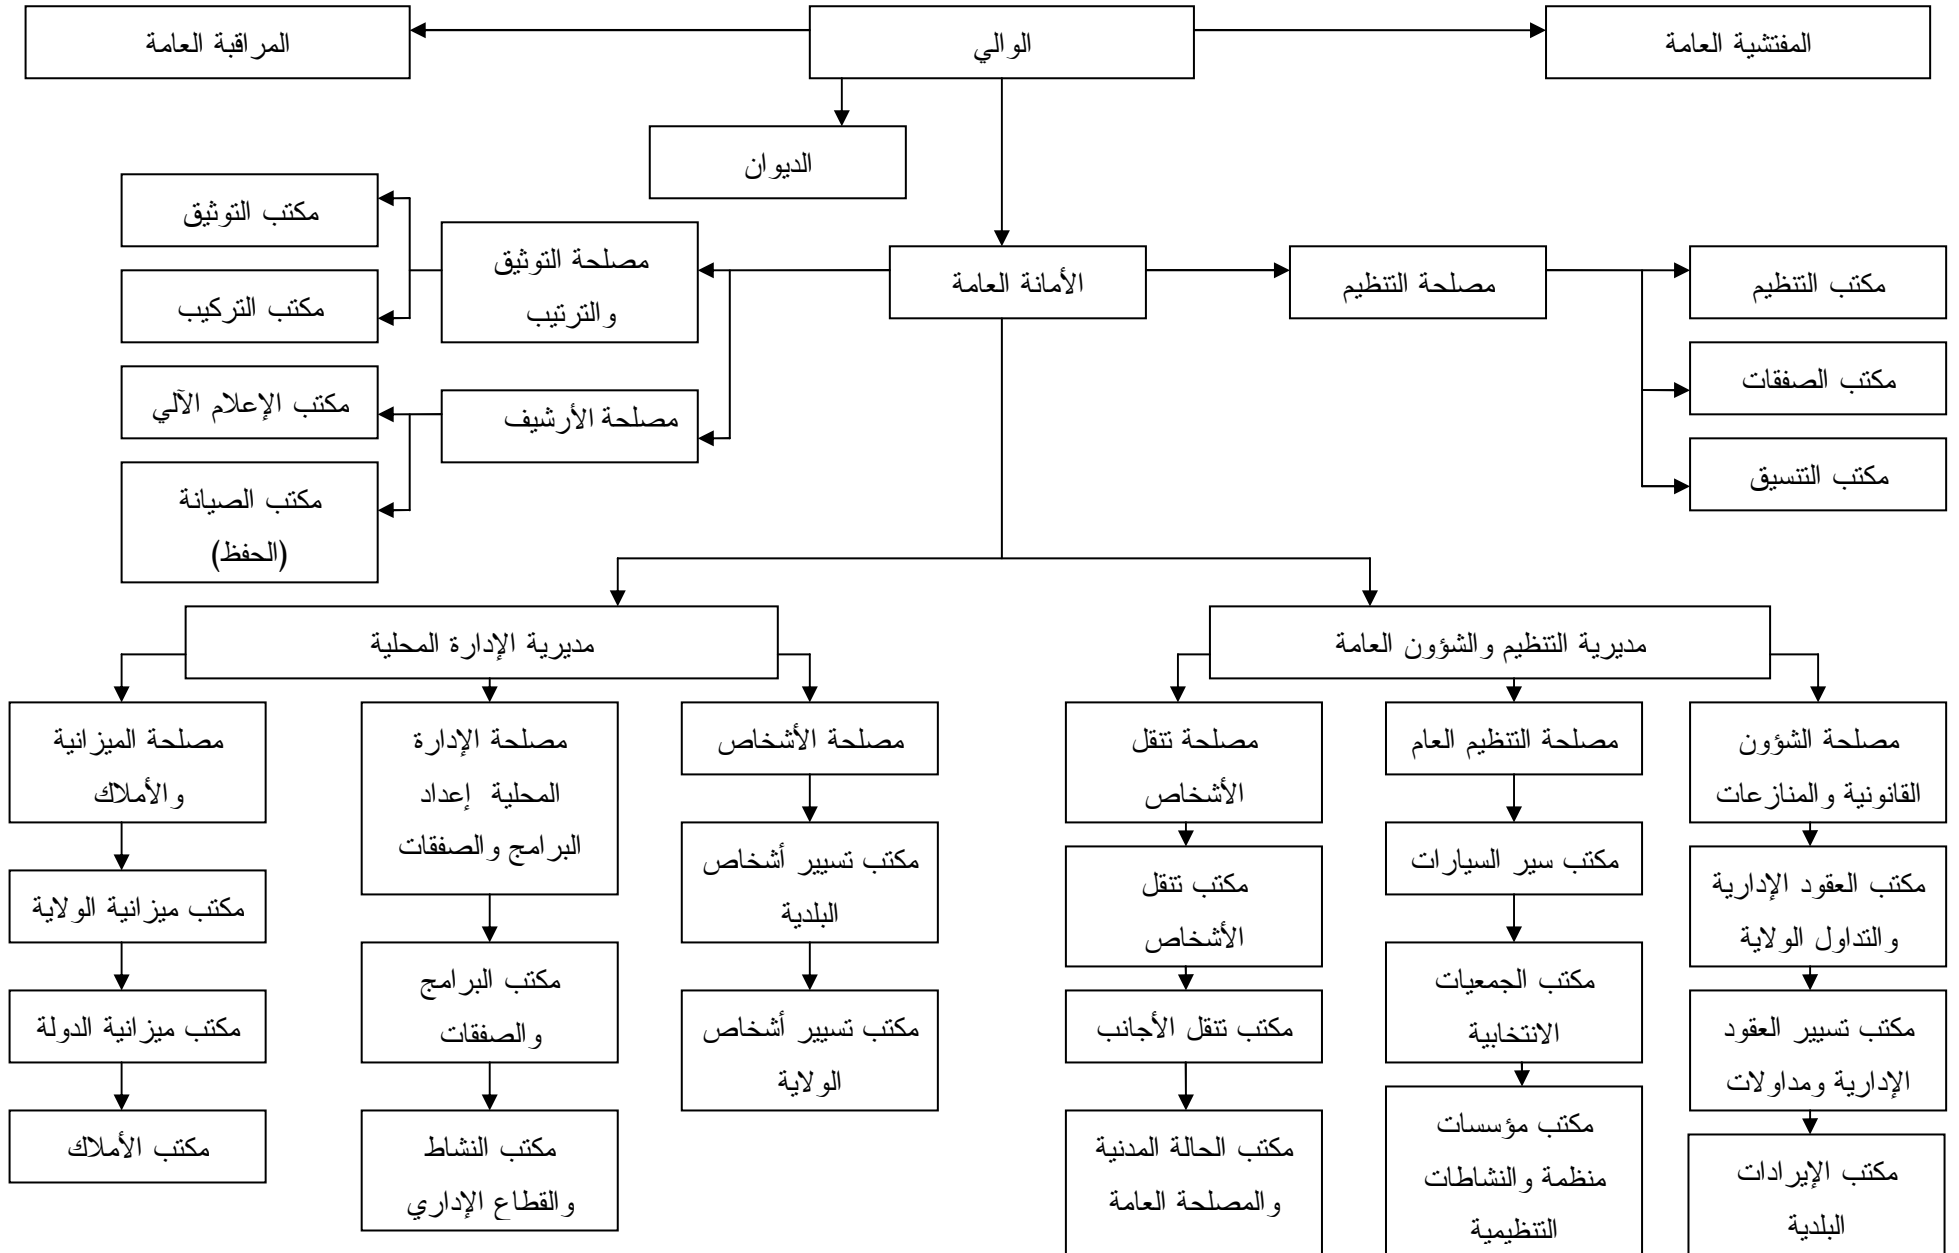 المفتشية العامة
الوالي
المراقبة العامة
الديوان
مكتب التنظيم
مصلحة التنظيم
الأمانة العامة
مصلحة التوثيق
والترتيب
مكتب التوثيق
مكتب التركيب
مكتب الصفقات
مكتب التنسيق
مصلحة الأرشيف
مكتب الإعلام الآلي
مكتب الصيانة
(الحفظ)
مديرية التنظيم والشؤون العامة
مديرية الإدارة المحلية
مصلحة الشؤون
القانونية والمنازعات
مكتب العقود الإدارية
والتداول الولاية
مكتب تسيير العقود
الإدارية ومداولات
مكتب الإيرادات
البلدية
مصلحة التنظيم العام
مكتب سير السيارات
مكتب الجمعيات
الانتخابية
مكتب مؤسسات
منظمة والنشاطات
التنظيمية
مصلحة تنقل
الأشخاص
مكتب تنقل
الأشخاص
مكتب تنقل الأجانب
مكتب الحالة المدنية
والمصلحة العامة
مصلحة الأشخاص
مكتب تسيير أشخاص
البلدية
مكتب تسيير أشخاص
الولاية
مصلحة الإدارة
المحلية إعداد
البرامج والصفقات
مكتب البرامج
والصفقات
مكتب النشاط
والقطاع الإداري
مصلحة الميزانية
والأملاك
مكتب ميزانية الولاية
مكتب ميزانية الدولة
مكتب الأملاك